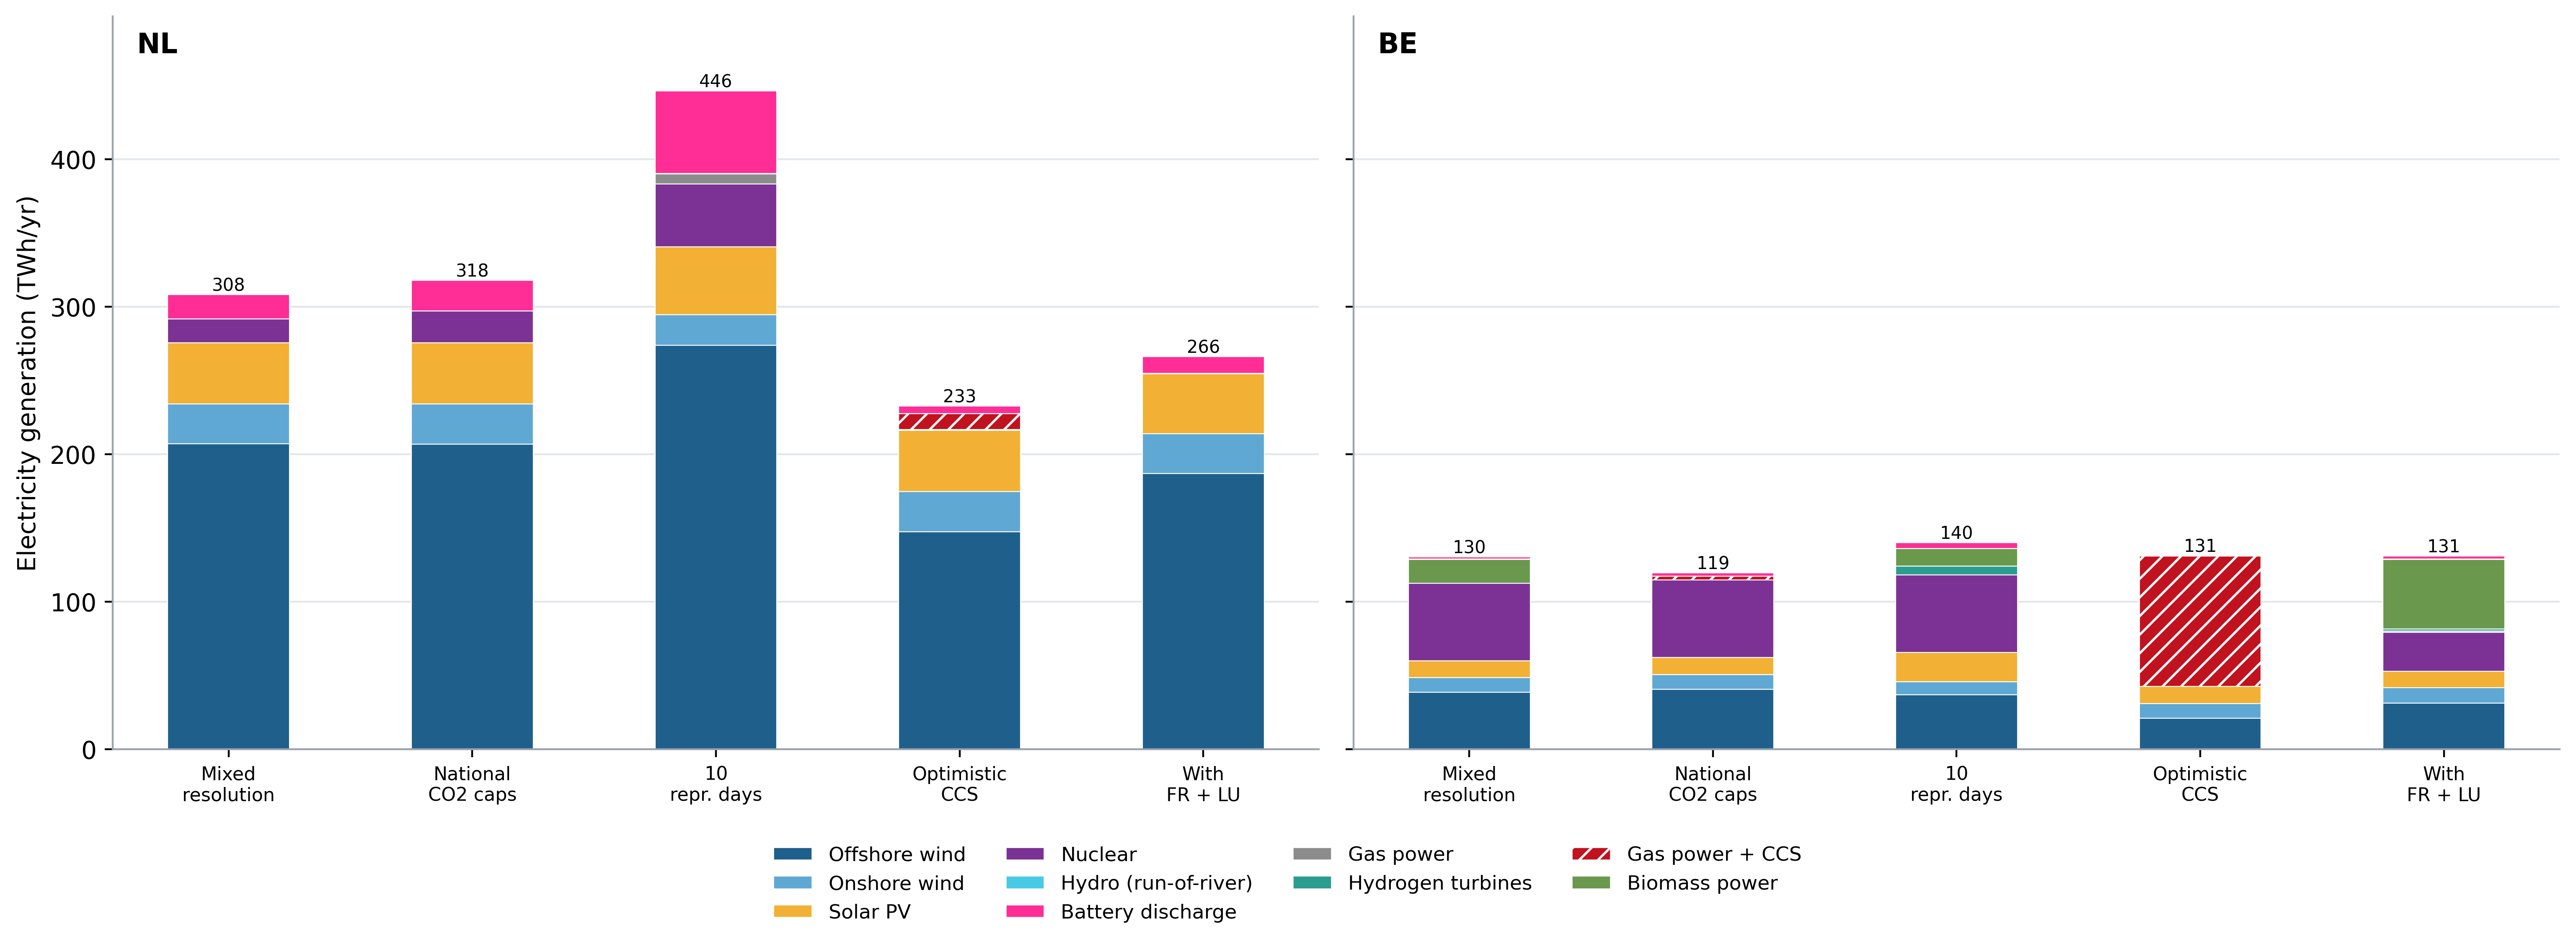 NL
BE
Electricity generation (TWh/yr)
400
300
200
100
0
308
318
446
233
266
130
119
140
131
131
Mixed
resolution
National
CO2 caps
10
repr. days
Optimistic
CCS
With
FR + LU
Mixed
resolution
National
CO2 caps
10
repr. days
Optimistic
CCS
With
FR + LU
Offshore wind
Onshore wind
Solar PV
Nuclear
Hydro (run-of-river)
Battery discharge
Gas power
Hydrogen turbines
Gas power + CCS
Biomass power